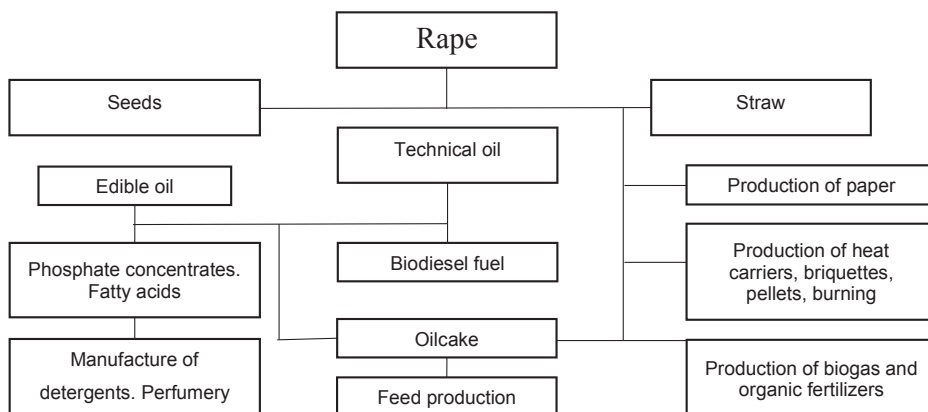 Rape
Seeds
Straw
Technical oil
Edible oil
Production of paper
Phosphate concentrates.
Fatty acids
Biodiesel fuel
Production of heat
carriers, briquettes,
pellets, burning
Oilcake
Manufacture of
detergents. Perfumery
Feed production
Production of biogas and
organic fertilizers